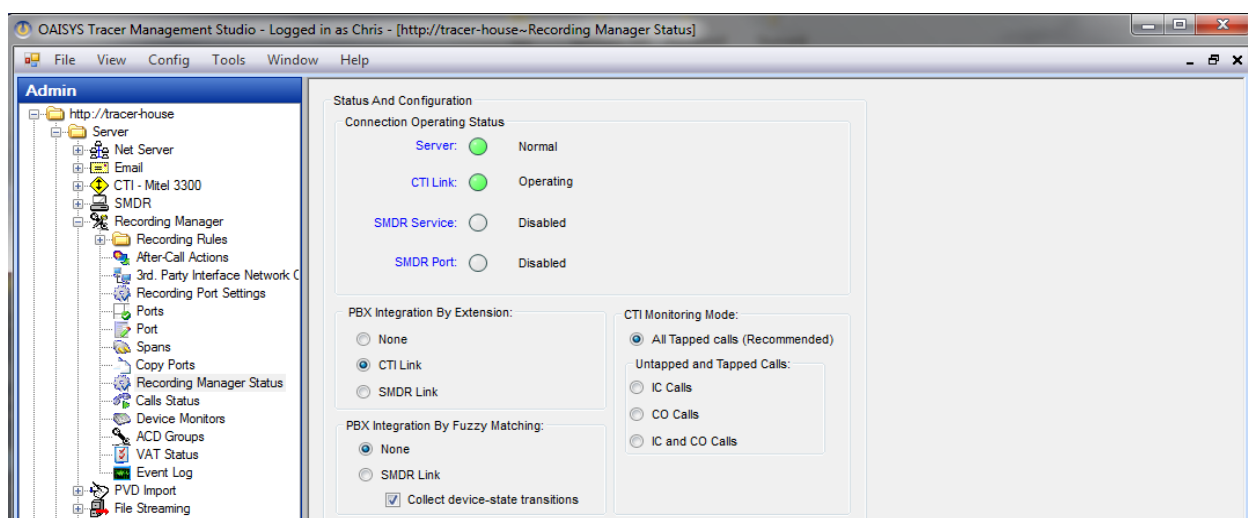 OAISYS Tracer Management Studio - Logged in as Chris - [http://tracer-house~Recording Manager Status]
File View Config Tools Window Help
Admin
http://tracer-house
Server
Net Server
Email
CTI - Mitel 3300
SMDR
Recording Manager
Recording Rules
After-Call Actions
3rd. Party Interface Network C
Recording Port Settings
Ports
Port
Spans
Copy Ports
Recording Manager Status
Calls Status
Device Monitors
ACD Groups
VAT Status
Event Log
PVD Import
File Streaming
Status And Configuration
Connection Operating Status
Server: Normal
CTI Link: Operating
SMDR Service: Disabled
SMDR Port: Disabled
PBX Integration By Extension:
None
CTI Link
SMDR Link
PBX Integration By Fuzzy Matching:
None
SMDR Link
Collect device-state transitions
CTI Monitoring Mode:
All Tapped calls (Recommended)
Untapped and Tapped Calls:
IC Calls
CO Calls
IC and CO Calls